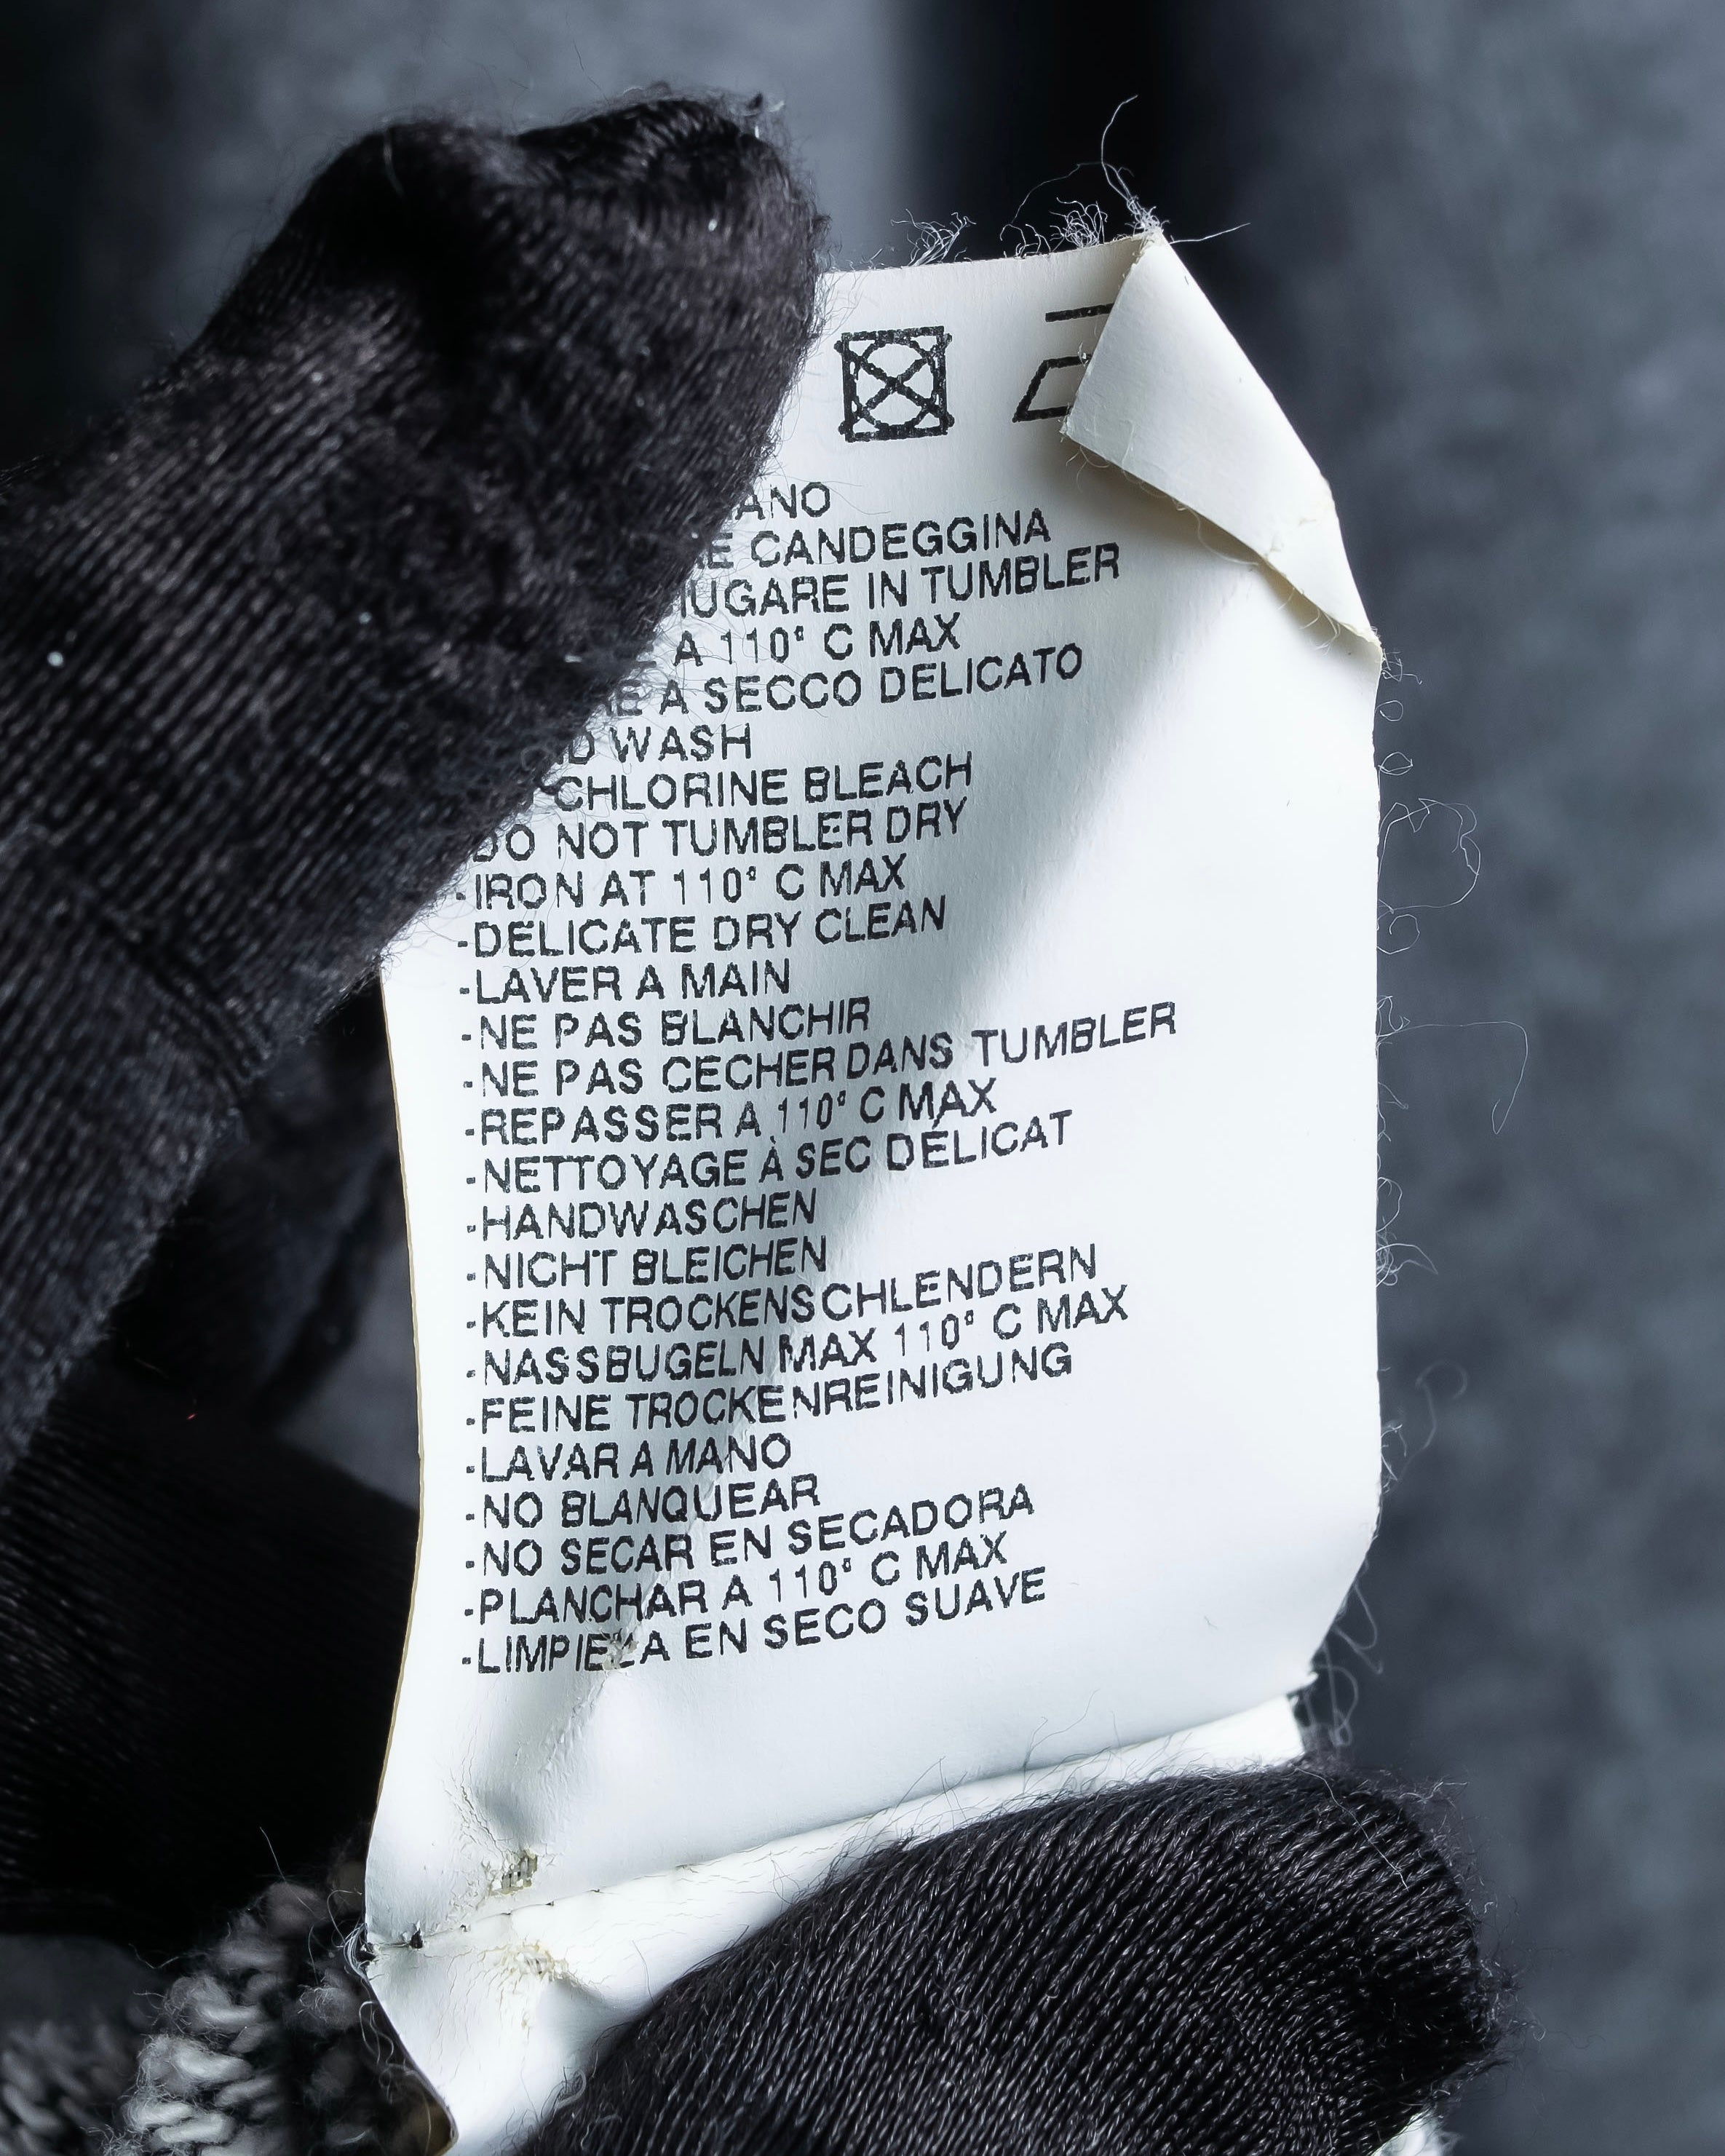 CANDEGGINA
IN TUMBLER
A 110° C MAX
A SECCO DELICATO
WASH
CHLORINE BLEACH
DO NOT TUMBLER DRY
-IRON AT 110° C MAX
-DELICATE DRY CLEAN
-LAVER A MAIN
-NE PAS BLANCHIR
-NE PAS CECHER DANS TUMBLER
-REPASSER A 110° C MAX
-NETTOYAGE À SEC DÉLICAT
-HANDWASCHEN
-NICHT BLEICHEN
-KEIN TROCKENSCHLENDERN
-NASSBUGELN MAX 110° C MAX
-FEINE TROCKENREINIGUNG
-LAVAR A MANO
-NO BLANQUEAR
-NO SECAR EN SECADORA
-PLANCHAR A 110° C MAX
-LIMPIEZA EN SECO SUAVE